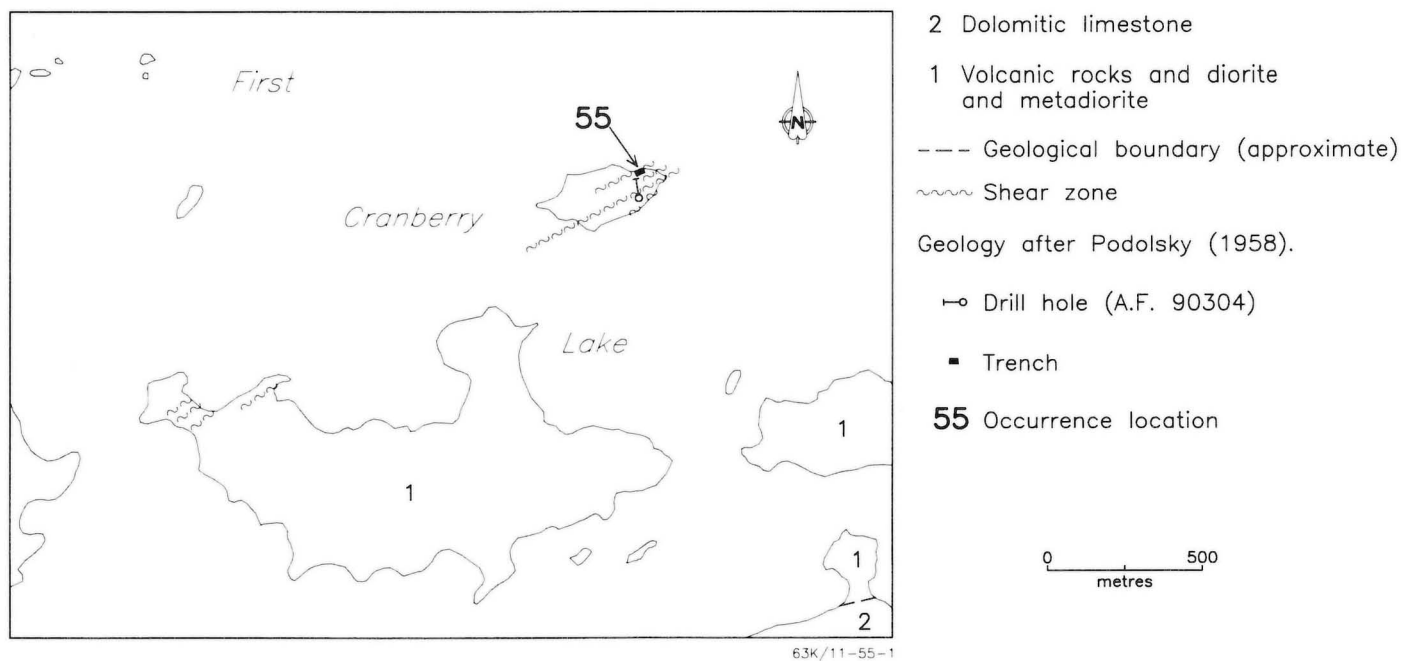 First
55
N
Cranberry
Lake
1
1
1
2
63K/11-55-1
2 Dolomitic limestone
1 Volcanic rocks and diorite
and metadiorite
Geological boundary (approximate)
Shear zone
Geology after Podolsky (1958).
Drill hole (A.F. 90304)
Trench
55 Occurrence location
0 500
metres